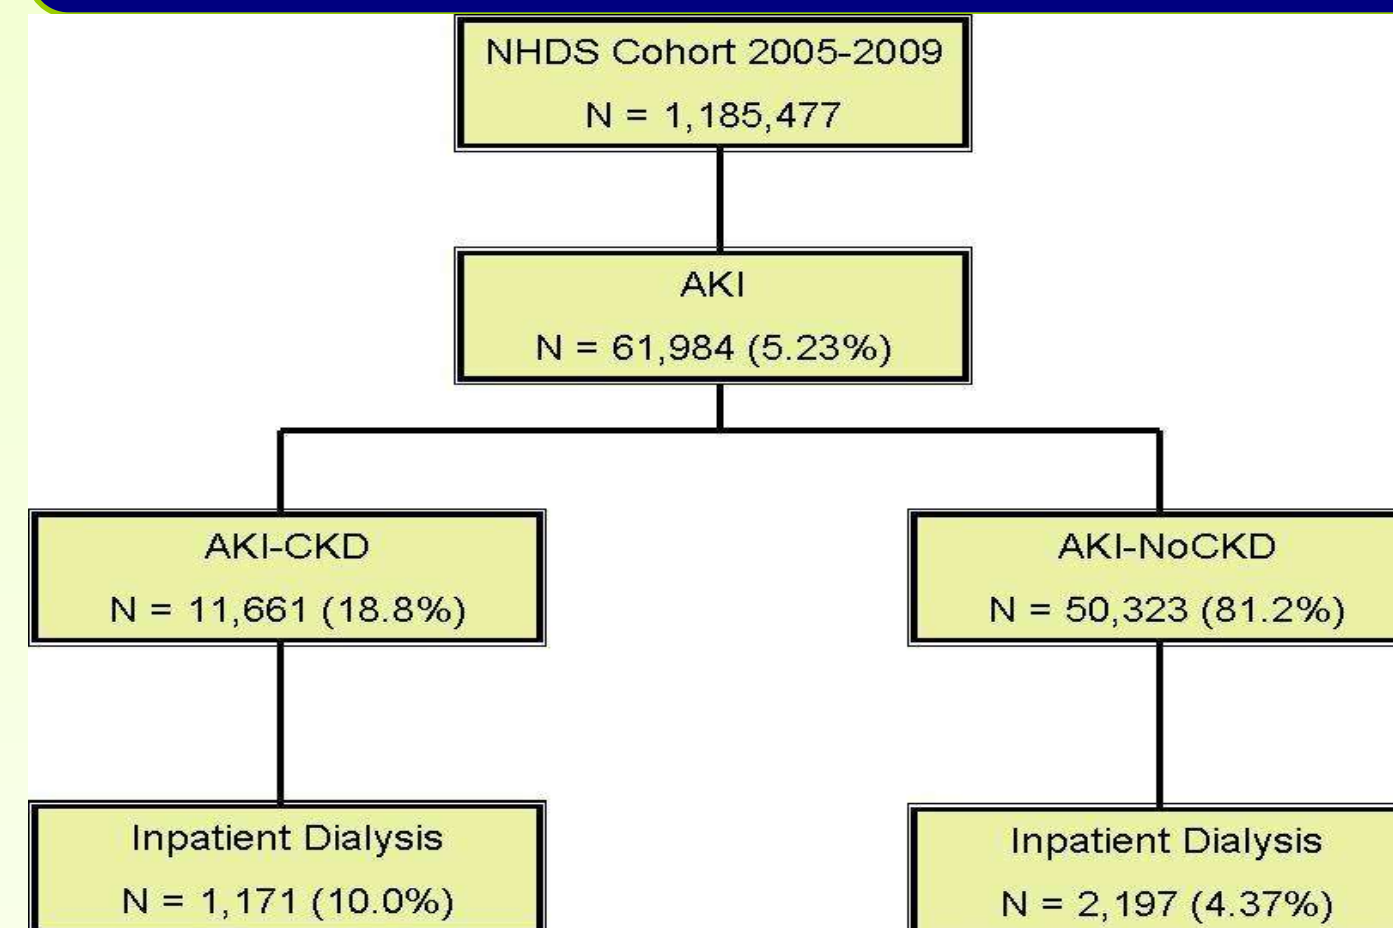 NHDS Cohort 2005-2009
N = 1,185,477
AKI
N = 61,984 (5.23%)
AKI-CKD
N = 11,661 (18.8%)
AKI-NoCKD
N = 50,323 (81.2%)
Inpatient Dialysis
N = 1,171 (10.0%)
Inpatient Dialysis
N = 2,197 (4.37%)